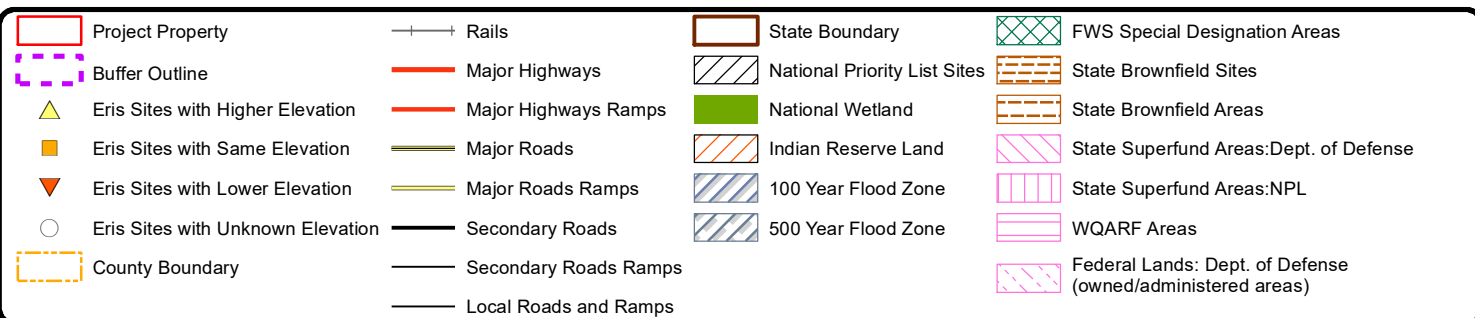 Project Property
Buffer Outline
Eris Sites with Higher Elevation
Eris Sites with Same Elevation
Eris Sites with Lower Elevation
Eris Sites with Unknown Elevation
County Boundary
Rails
Major Highways
Major Highways Ramps
Major Roads
Major Roads Ramps
Secondary Roads
Secondary Roads Ramps
Local Roads and Ramps
State Boundary
National Priority List Sites
National Wetland
Indian Reserve Land
100 Year Flood Zone
500 Year Flood Zone
FWS Special Designation Areas
State Brownfield Sites
State Brownfield Areas
State Superfund Areas:Dept. of Defense
State Superfund Areas:NPL
WQARF Areas
Federal Lands: Dept. of Defense
(owned/administered areas)